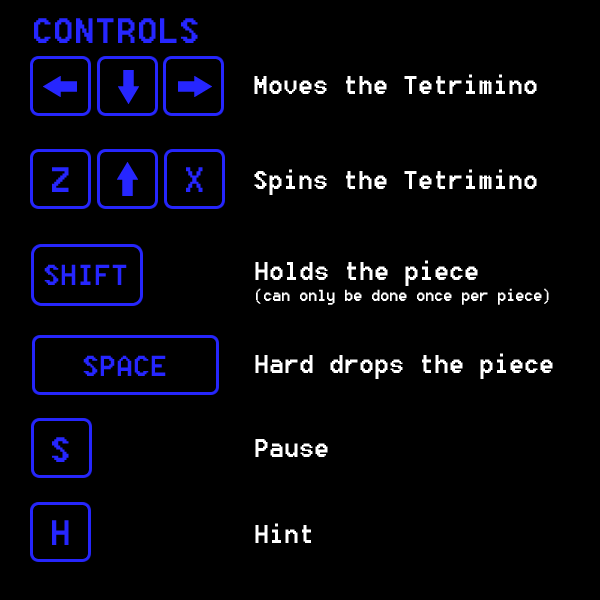 CONTROLS
Moves the Tetrimino
Z X Spins the Tetrimino
SHIFT Holds the piece
(can only be done once per piece)
SPACE Hard drops the piece
S Pause
H Hint